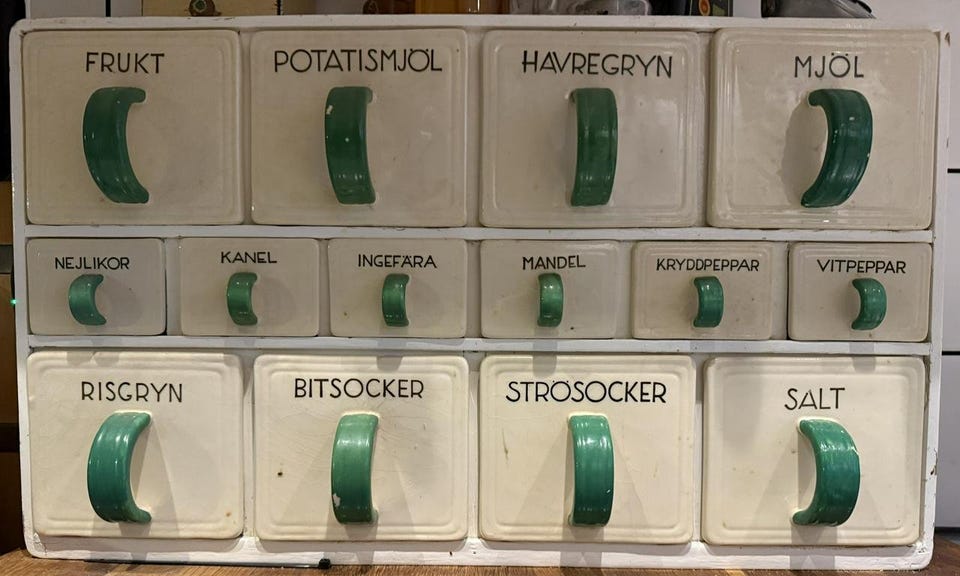 FRUKT
POTATISMJÖL
HAVREGRYN
MJÖL
NEJLIKOR
KANEL
INGEFÄRA
MANDEL
KRYDDPEPPAR
VITPEPPAR
RISGRYN
BITSOCKER
STRÖSOCKER
SALT